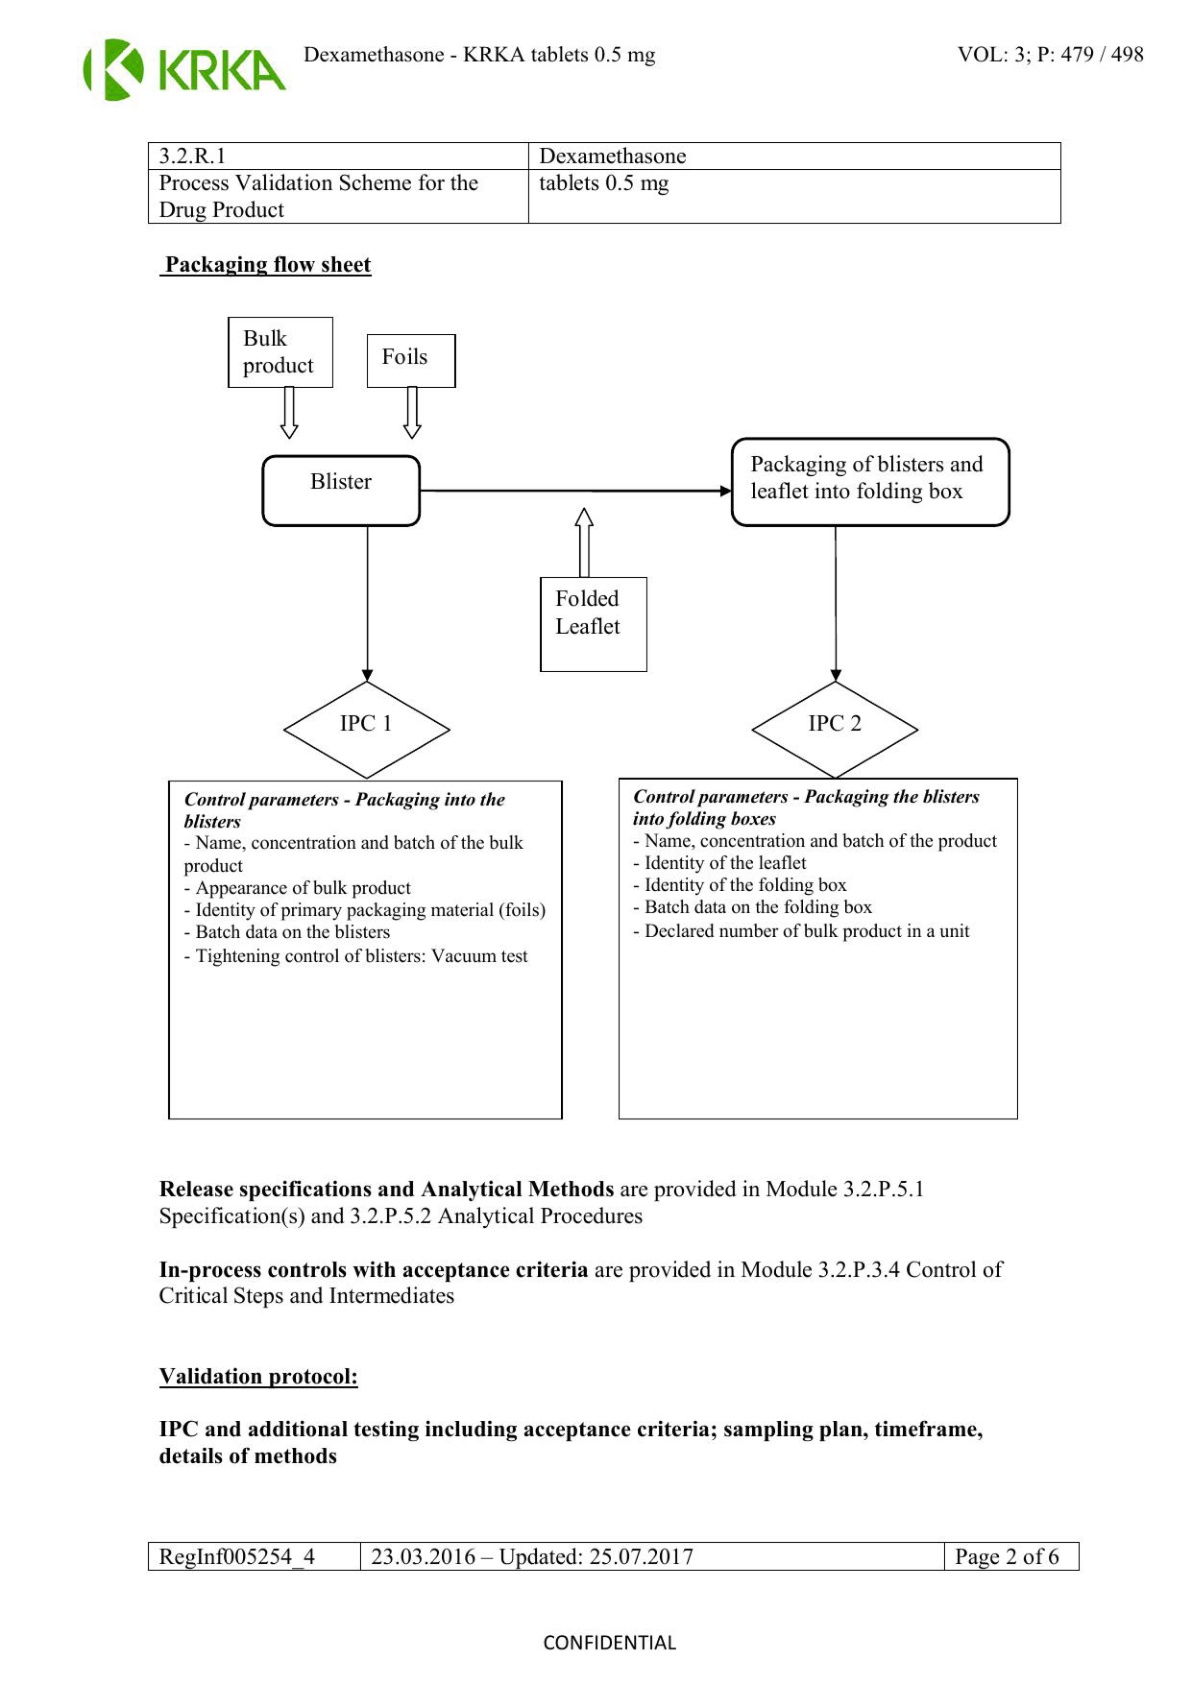 KRKA
Dexamethasone - KRKA tablets 0.5 mg
VOL: 3; P: 479 / 498
3.2.R.1
Dexamethasone
Process Validation Scheme for the
Drug Product
tablets 0.5 mg
Packaging flow sheet
Bulk
product
Foils
Blister
Packaging of blisters and
leaflet into folding box
Folded
Leaflet
IPC 1
IPC 2
Control parameters - Packaging into the
blisters
- Name, concentration and batch of the bulk
product
- Appearance of bulk product
- Identity of primary packaging material (foils)
- Batch data on the blisters
- Tightening control of blisters: Vacuum test
Control parameters - Packaging the blisters
into folding boxes
- Name, concentration and batch of the product
- Identity of the leaflet
- Identity of the folding box
- Batch data on the folding box
- Declared number of bulk product in a unit
Release specifications and Analytical Methods are provided in Module 3.2.P.5.1
Specification(s) and 3.2.P.5.2 Analytical Procedures
In-process controls with acceptance criteria are provided in Module 3.2.P.3.4 Control of
Critical Steps and Intermediates
Validation protocol:
IPC and additional testing including acceptance criteria; sampling plan, timeframe,
details of methods
RegInf005254_4
23.03.2016 – Updated: 25.07.2017
Page 2 of 6
CONFIDENTIAL